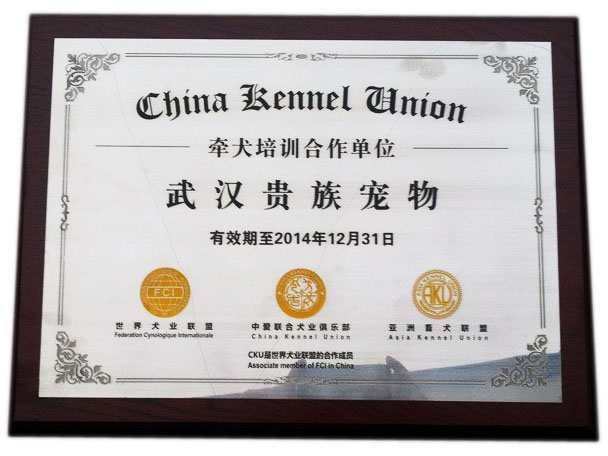 China Kennel Union
牵犬培训合作单位
武汉贵族宠物
有效期至2014年12月31日
FCI
AKU
世界犬业联盟
Federation Cynologique Internationale
中爱联合犬业俱乐部
China Kennel Union
亚洲畜犬联盟
Asia Kennel Union
CKU是世界犬业联盟的合作成员
Associate member of FCI in China